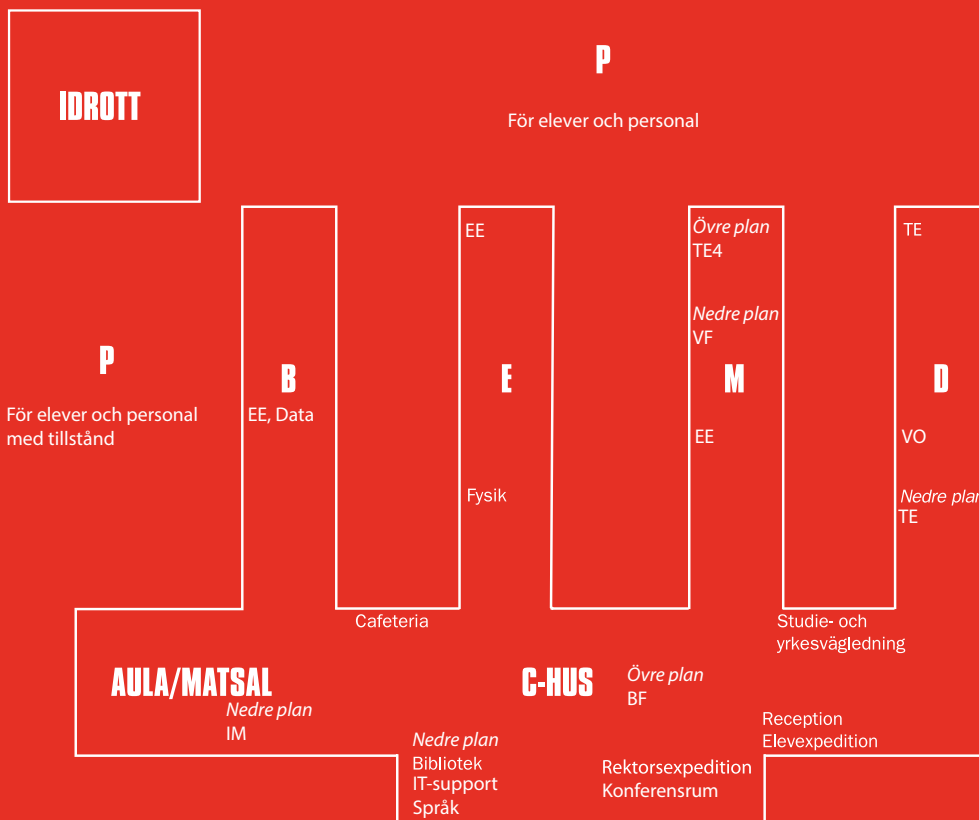 IDROTT
P
För elever och personal
P
För elever och personal
med tillstånd
B
EE, Data
EE
E
Fysik
Övre plan
TE4
Nedre plan
VF
M
EE
TE
D
VO
Nedre plan
TE
Cafeteria
Studie- och
yrkesvägledning
AULA/MATSAL
Nedre plan
IM
C-HUS
Övre plan
BF
Reception
Elevexpedition
Nedre plan
Bibliotek
IT-support
Språk
Rektorsexpedition
Konferensrum